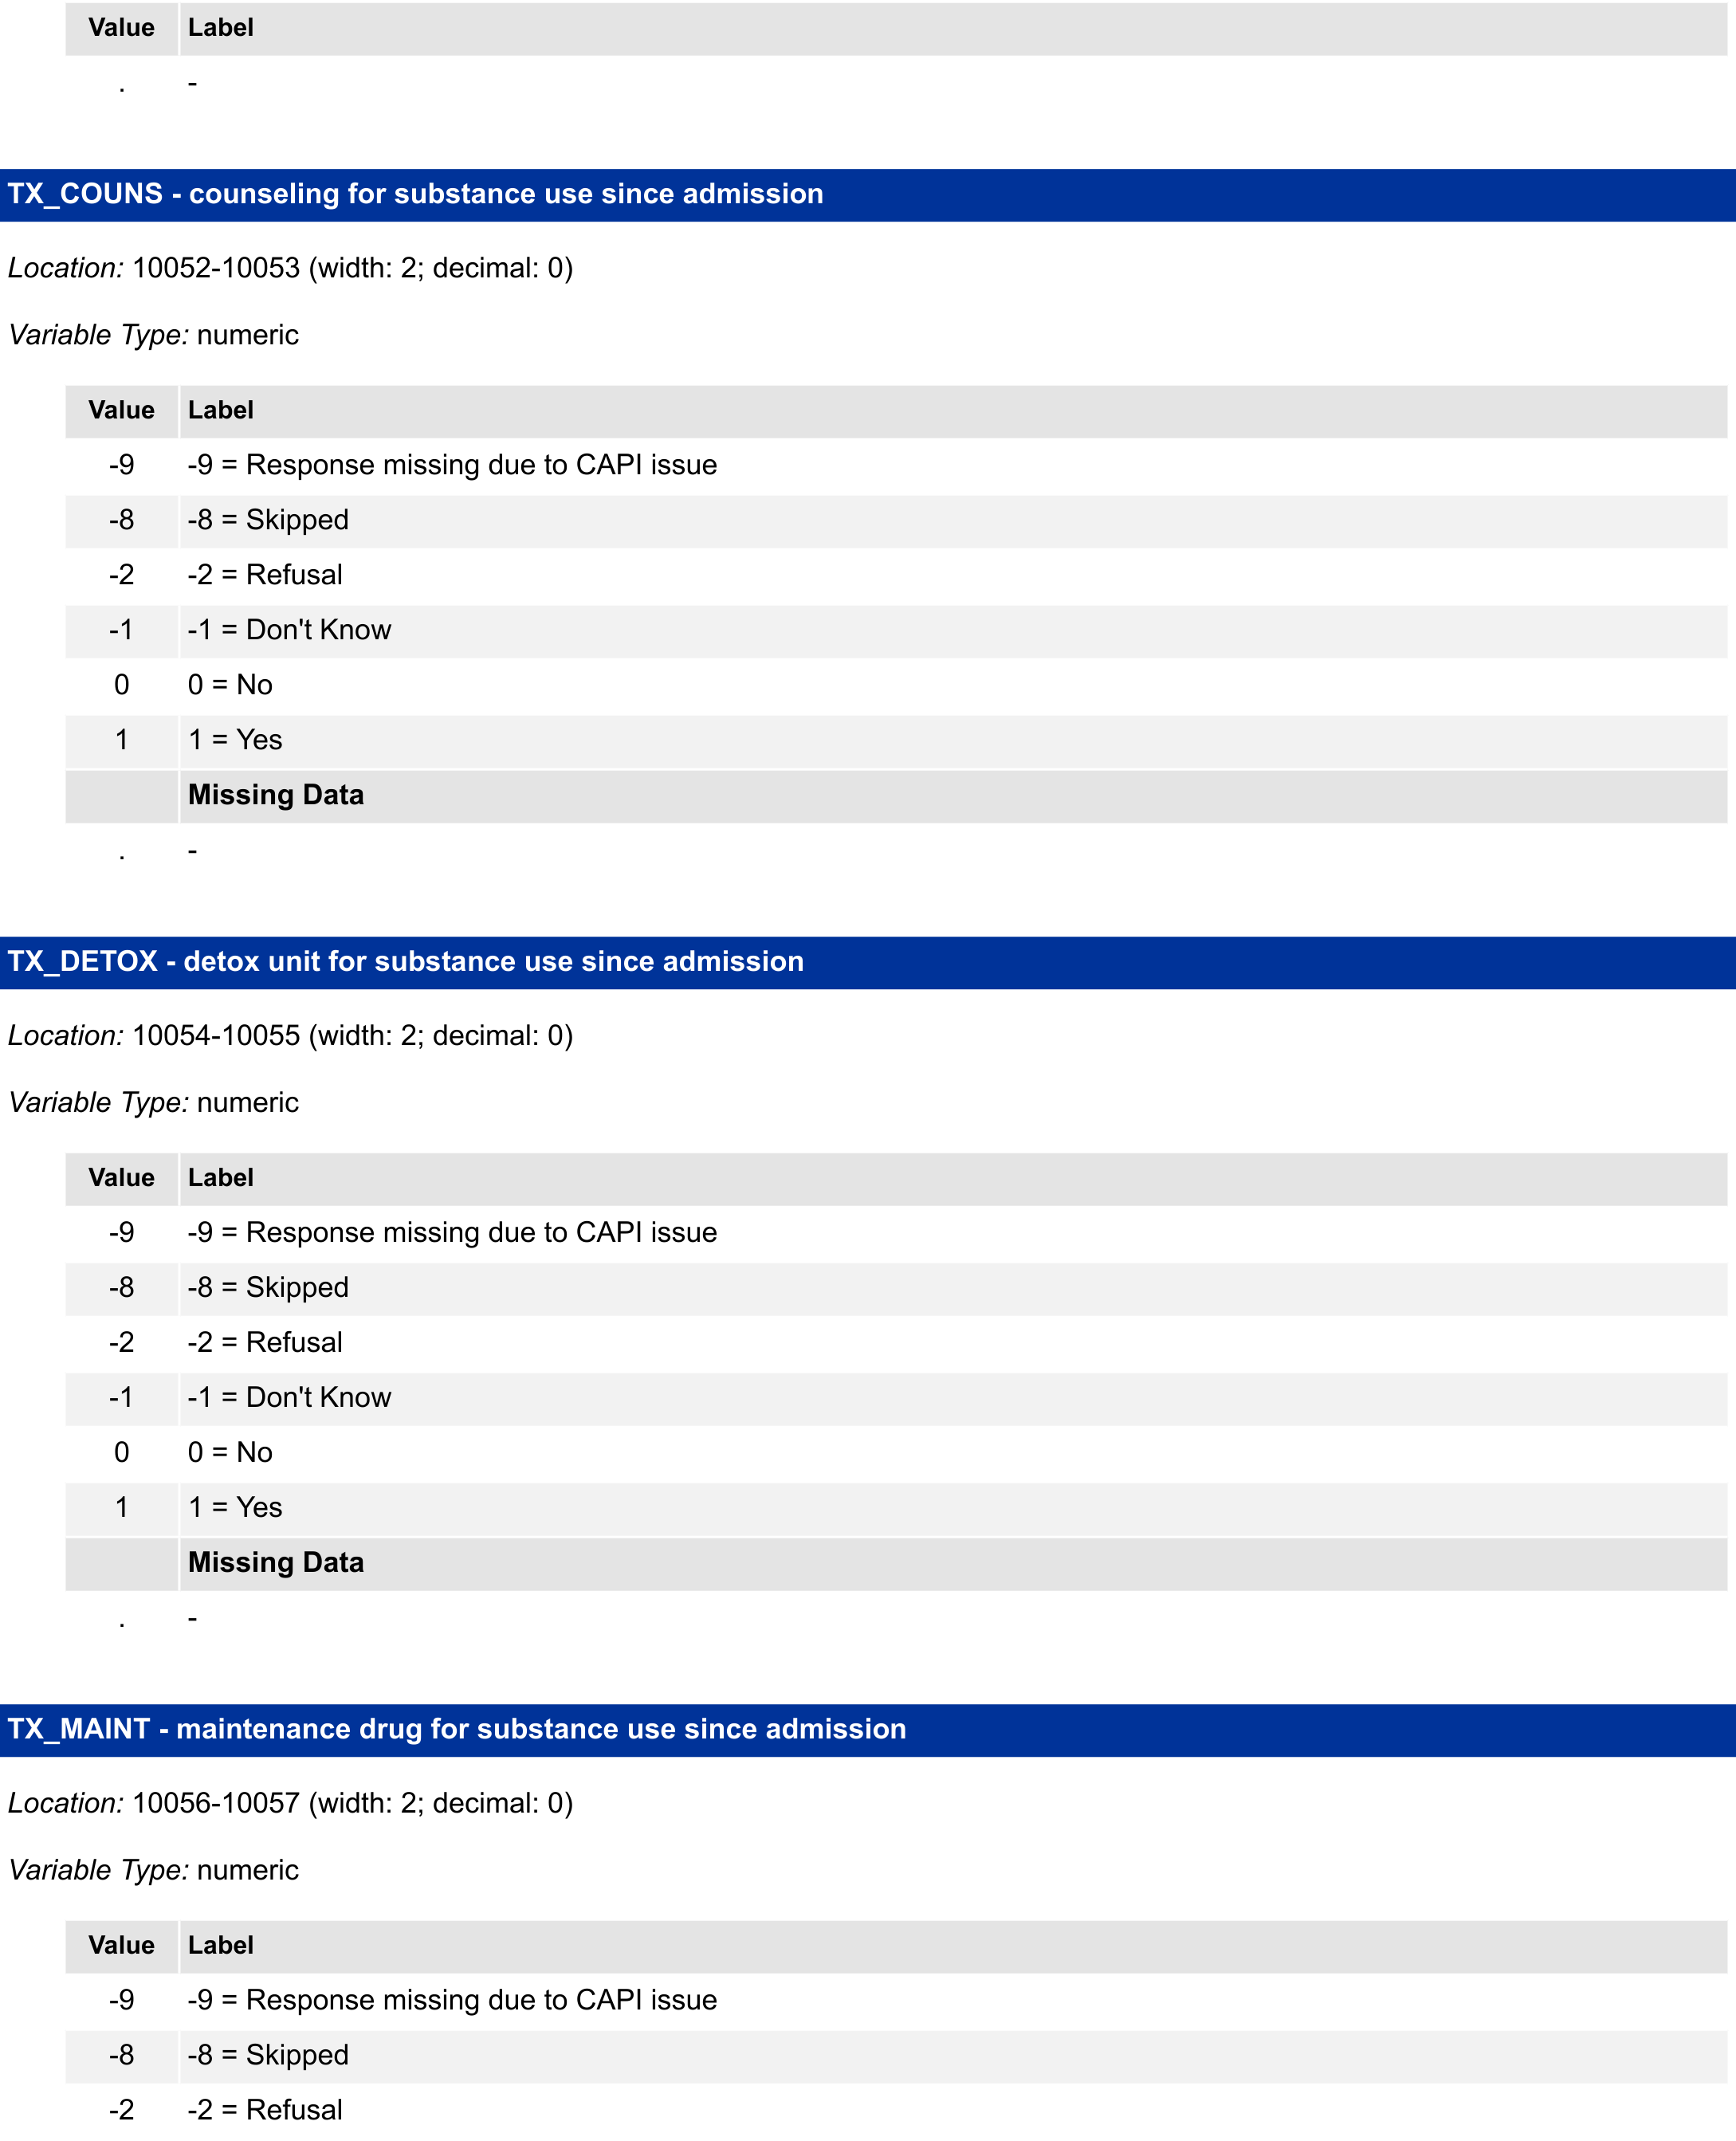 Value Label
. -
TX_COUNS - counseling for substance use since admission
Location: 10052-10053 (width: 2; decimal: 0)
Variable Type: numeric
Value Label
-9 -9 = Response missing due to CAPI issue
-8 -8 = Skipped
-2 -2 = Refusal
-1 -1 = Don't Know
0 0 = No
1 1 = Yes
Missing Data
. -
TX_DETOX - detox unit for substance use since admission
Location: 10054-10055 (width: 2; decimal: 0)
Variable Type: numeric
Value Label
-9 -9 = Response missing due to CAPI issue
-8 -8 = Skipped
-2 -2 = Refusal
-1 -1 = Don't Know
0 0 = No
1 1 = Yes
Missing Data
. -
TX_MAINT - maintenance drug for substance use since admission
Location: 10056-10057 (width: 2; decimal: 0)
Variable Type: numeric
Value Label
-9 -9 = Response missing due to CAPI issue
-8 -8 = Skipped
-2 -2 = Refusal